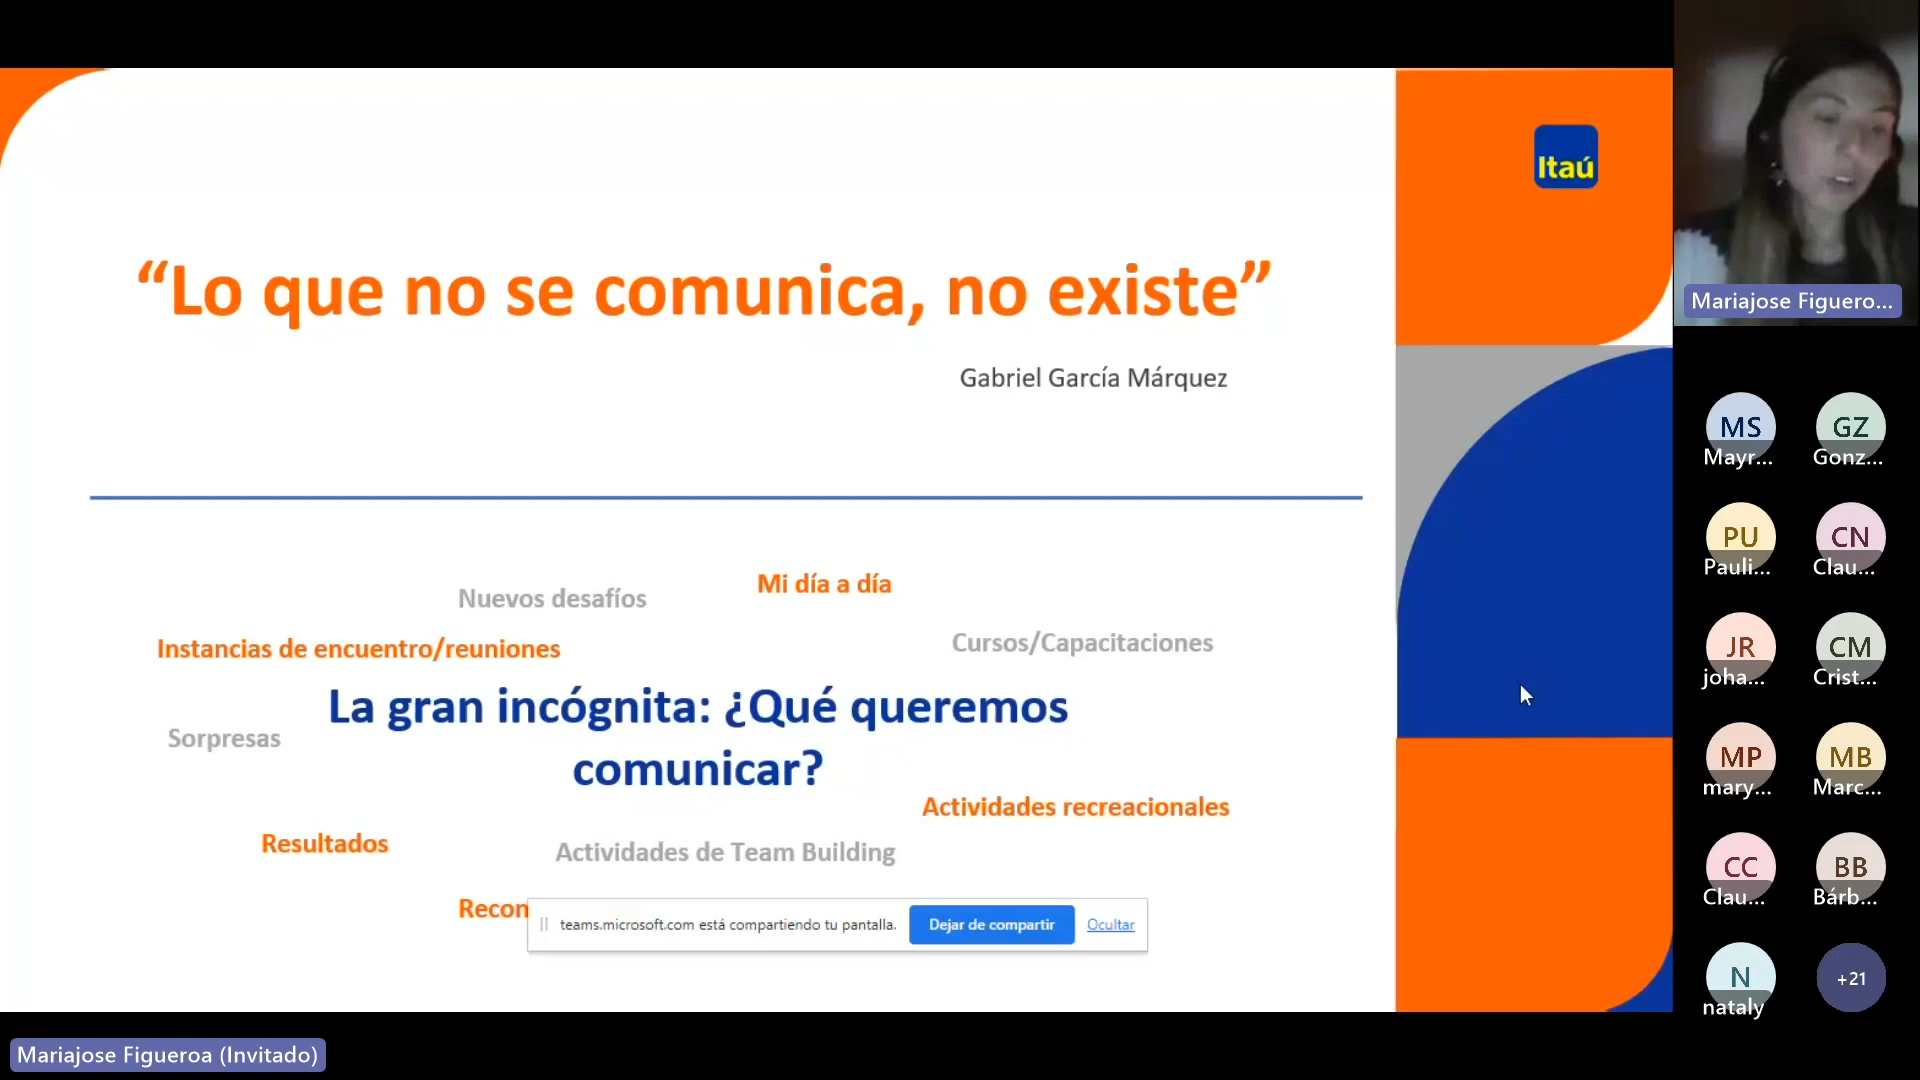 Itaú
“Lo que no se comunica, no existe”
Gabriel García Márquez
Nuevos desafíos
Mi día a día
Instancias de encuentro/reuniones
Cursos/Capacitaciones
La gran incógnita: ¿Qué queremos
comunicar?
Sorpresas
Actividades recreacionales
Resultados
Actividades de Team Building
Recon
teams.microsoft.com está compartiendo tu pantalla.
Dejar de compartir
Ocultar
Mariajose Figuero...
MS
Mayr...
GZ
Gonz...
PU
Pauli...
CN
Clau...
JR
joha...
CM
Crist...
MP
mary...
MB
Marc...
CC
Clau...
BB
Bárb...
N
nataly
+21
Mariajose Figueroa (Invitado)